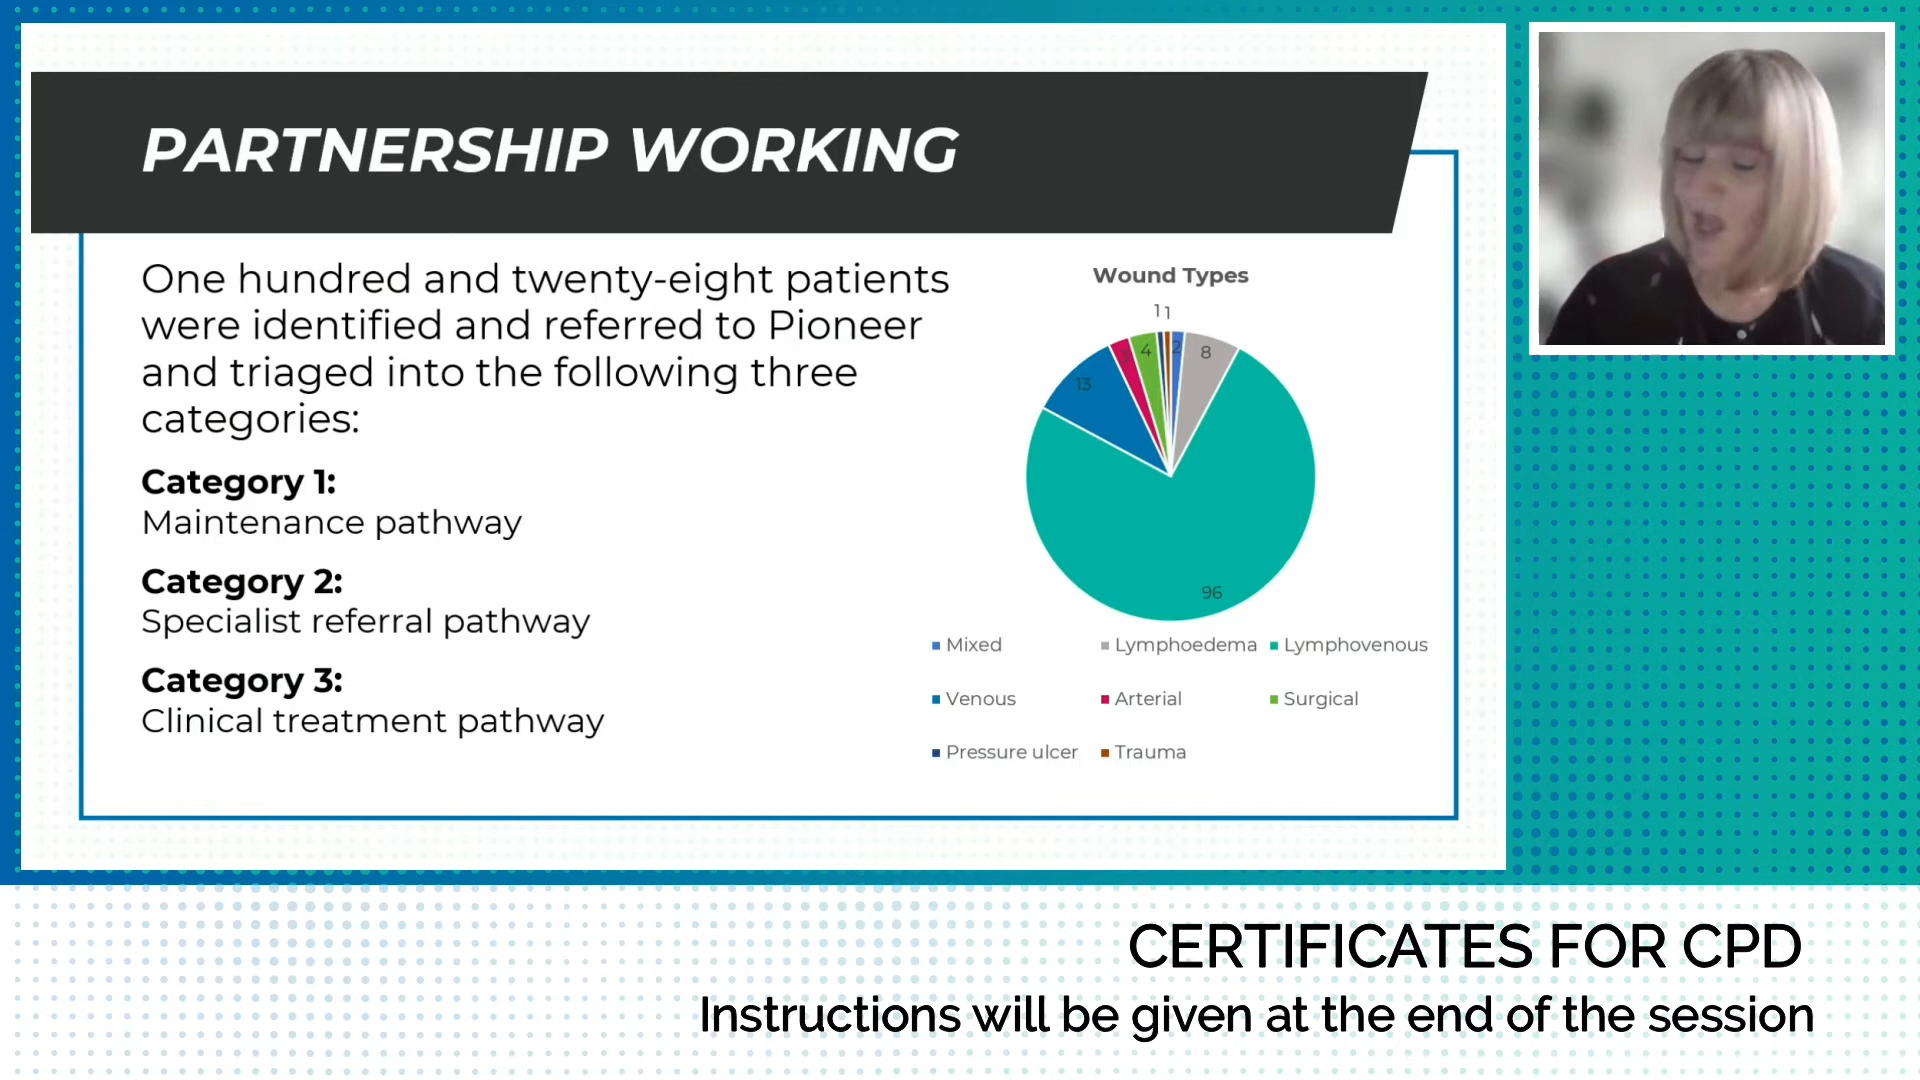 PARTNERSHIP WORKING
One hundred and twenty-eight patients
were identified and referred to Pioneer
and triaged into the following three
categories:
Category 1:
Maintenance pathway
Category 2:
Specialist referral pathway
Category 3:
Clinical treatment pathway
Wound Types
1 1
13 4 2 8
96
Mixed Lymphoedema Lymphovenous
Venous Arterial Surgical
Pressure ulcer Trauma
CERTIFICATES FOR CPD
Instructions will be given at the end of the session